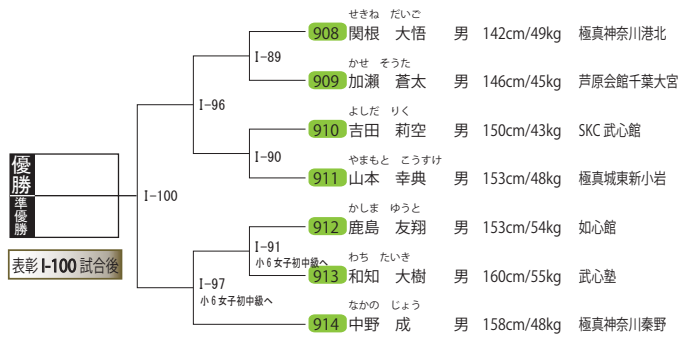 せきね だいご
908 関根 大悟 男 142cm/49kg 極真神奈川港北
I-89
かせ そうた
909 加瀬 蒼太 男 146cm/45kg 芦原会館千葉大宮
I-96
よしだ りく
910 吉田 莉空 男 150cm/43kg SKC 武心館
I-90
やまもと こうすけ
911 山本 幸典 男 153cm/48kg 極真城東新小岩
優勝
準優勝
I-100
かしま ゆうと
912 鹿島 友翔 男 153cm/54kg 如心館
I-91
小6女子初中級へ
わち たいき
913 和知 大樹 男 160cm/55kg 武心塾
表彰 I-100 試合後
I-97
小6女子初中級へ
なかの じょう
914 中野 成 男 158cm/48kg 極真神奈川秦野